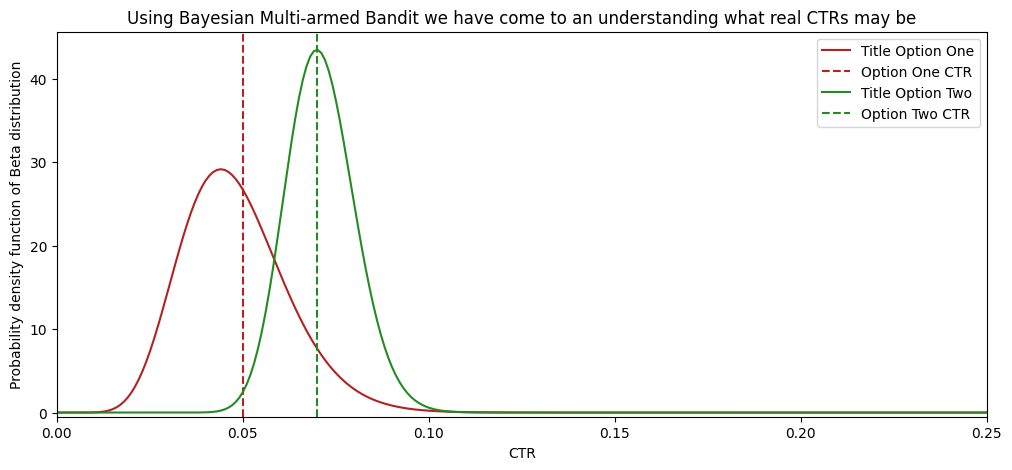 Using Bayesian Multi-armed Bandit we have come to an understanding what real CTRs may be
Probability density function of Beta distribution
40
30
20
10
0
Title Option One
Option One CTR
Title Option Two
Option Two CTR
0.00
0.05
0.10
0.15
0.20
0.25
CTR